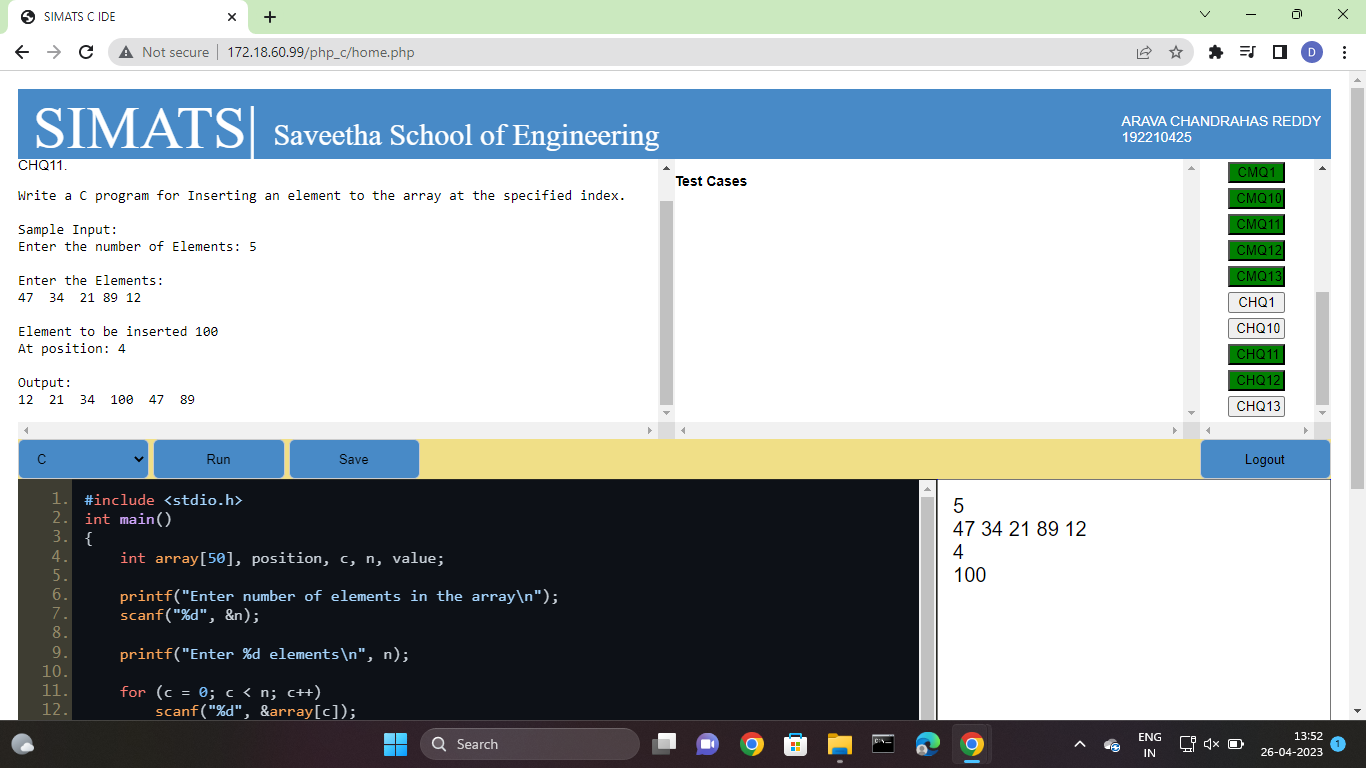 SIMATS C IDE
Not secure
172.18.60.99/php_c/home.php
D
SIMATS| Saveetha School of Engineering
ARAVA CHANDRAHAS REDDY
192210425
CHQ11.
Write a C program for Inserting an element to the array at the specified index.
Sample Input:
Enter the number of Elements: 5
Enter the Elements:
47 34 21 89 12
Element to be inserted 100
At position: 4
Output:
12 21 34 100 47 89
Test Cases
CMQ1
CMQ10
CMQ11
CMQ12
CMQ13
CHQ1
CHQ10
CHQ11
CHQ12
CHQ13
C
Run
Save
Logout
1. #include <stdio.h>
2. int main()
3. {
4. int array[50], position, c, n, value;
5.
6. printf("Enter number of elements in the array\n");
7. scanf("%d", &n);
8.
9. printf("Enter %d elements\n", n);
10.
11. for (c = 0; c < n; c++)
12. scanf("%d", &array[c]);
5
47 34 21 89 12
4
100
Search
ENG
IN
13:52
26-04-2023
1